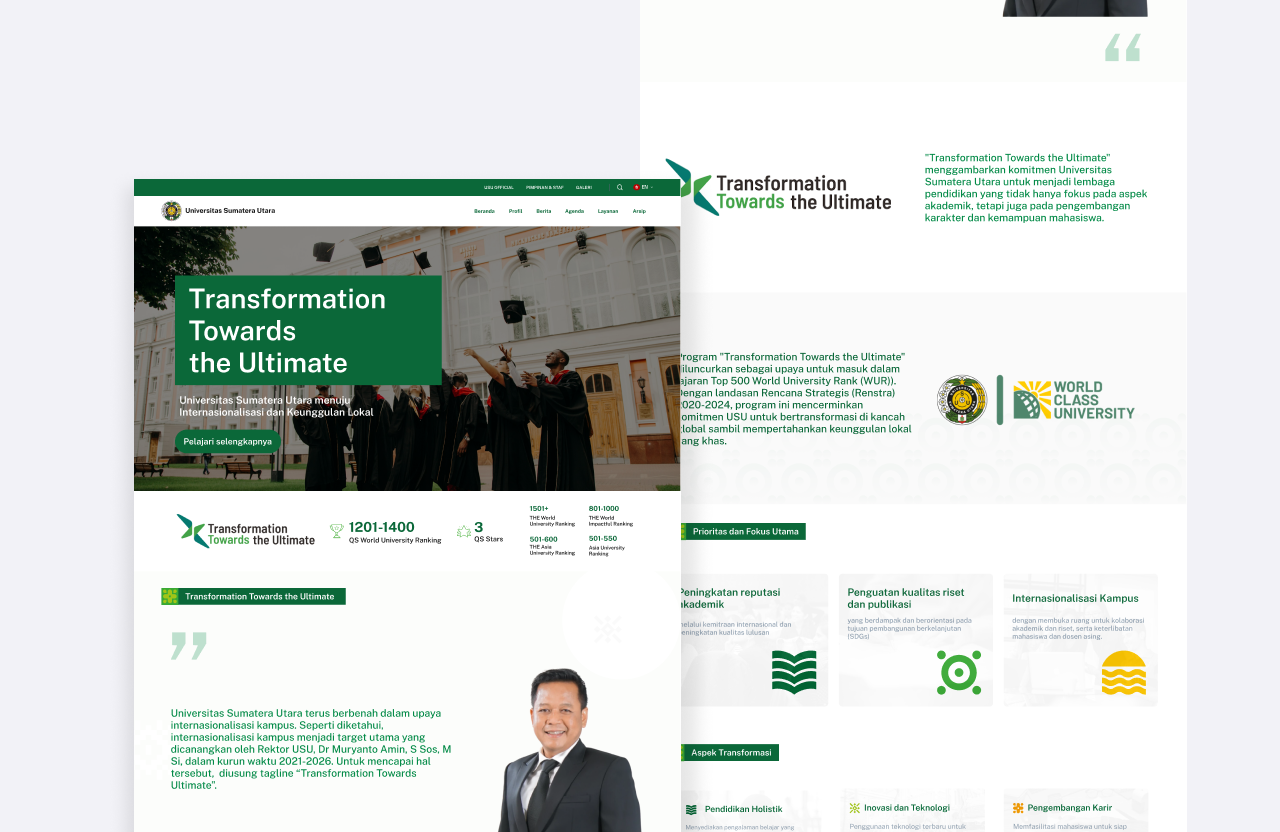 USU OFFICIAL
PIMPINAN & STAF
GALERI
EN
Universitas Sumatera Utara
Beranda
Profil
Berita
Agenda
Layanan
Arsip
Transformation
Towards
the Ultimate
Universitas Sumatera Utara menuju
Internasionalisasi dan Keunggulan Lokal
Pelajari selengkapnya
Transformation
Towards the Ultimate
1201-1400
QS World University Ranking
3
QS Stars
1501+
THE World
University Ranking
801-1000
THE World
Impactful Ranking
501-600
THE Asia
University Ranking
501-550
Asia University
Ranking
Transformation Towards the Ultimate
”
Universitas Sumatera Utara terus berbenah dalam upaya
internasionalisasi kampus. Seperti diketahui,
internasionalisasi kampus menjadi target utama yang
dicanangkan oleh Rektor USU, Dr Muryanto Amin, S Sos, M
Si, dalam kurun waktu 2021-2026. Untuk mencapai hal
tersebut,  diusung tagline “Transformation Towards
Ultimate”.
“
Transformation
Towards the Ultimate
"Transformation Towards the Ultimate"
menggambarkan komitmen Universitas
Sumatera Utara untuk menjadi lembaga
pendidikan yang tidak hanya fokus pada aspek
akademik, tetapi juga pada pengembangan
karakter dan kemampuan mahasiswa.
rogram "Transformation Towards the Ultimate"
iluncurkan sebagai upaya untuk masuk dalam
ajaran Top 500 World University Rank (WUR)).
engan landasan Rencana Strategis (Renstra)
2020-2024, program ini mencerminkan
omitmen USU untuk bertransformasi di kancah
global sambil mempertahankan keunggulan lokal
ang khas.
WORLD
CLASS
UNIVERSITY
Prioritas dan Fokus Utama
Peningkatan reputasi
akademik
melalui kemitraan internasional dan
eningkatan kualitas lulusan
Penguatan kualitas riset
dan publikasi
yang berdampak dan berorientasi pada
tujuan pembangunan berkelanjutan
(SDGs)
Internasionalisasi Kampus
dengan membuka ruang untuk kolaborasi
akademik dan riset, serta keterlibatan
mahasiswa dan dosen asing.
Aspek Transformasi
Pendidikan Holistik
Menyediakan pengalaman belajar yang
Inovasi dan Teknologi
Penggunaan teknologi terbaru untuk
Pengembangan Karir
Memfasilitasi mahasiswa untuk siap